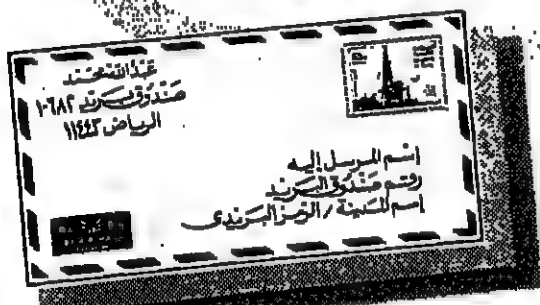 عبدالله محمد
صندوق بريد ١٠٦٨٢
الرياض ١١٤٤٣
اسم المرسل إليه
رقم صندوق البريد
اسم المدينة / الرمز البريدي